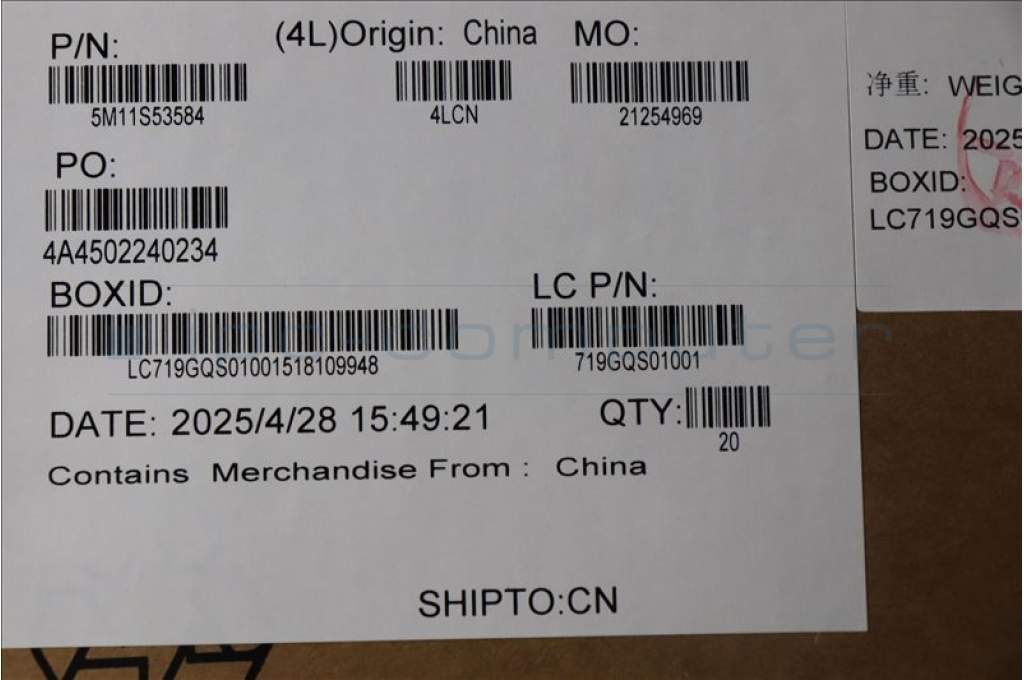 P/N:
(4L)Origin: China
MO:
5M11S53584
4LCN
21254969
PO:
4A4502240234
BOXID:
LC P/N:
LC719GQS01001518109948
719GQS01001
DATE: 2025/4/28 15:49:21
QTY:
20
Contains Merchandise From : China
SHIPTO:CN
净重: WEIG
DATE: 2025
BOXID:
LC719GQS